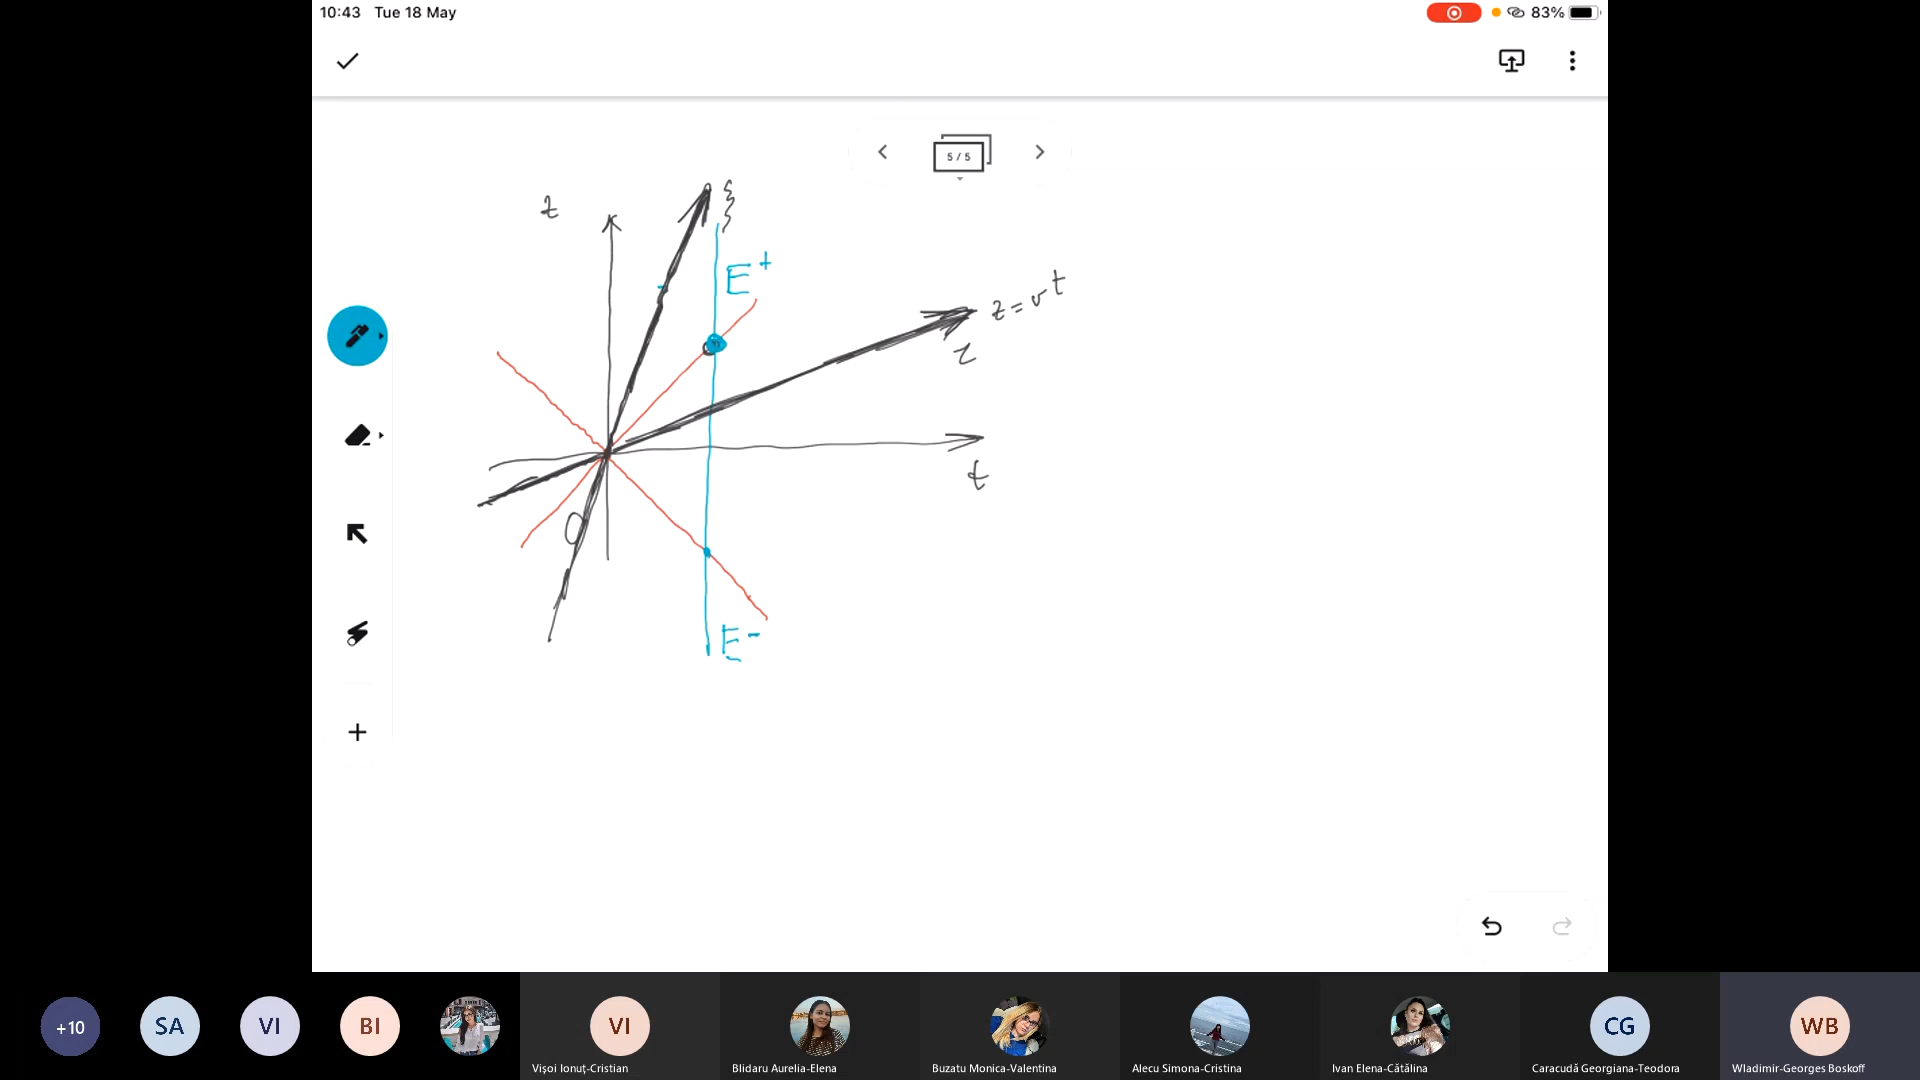 10:43 Tue 18 May 83%
5 / 5
z
E+
z = vt
τ
t
O
E-
+10 SA VI BI VI CG WB
Vișoi Ionuț-Cristian Blidaru Aurelia-Elena Buzatu Monica-Valentina Alecu Simona-Cristina Ivan Elena-Cătălina Caracudă Georgiana-Teodora Wladimir-Georges Boskoff